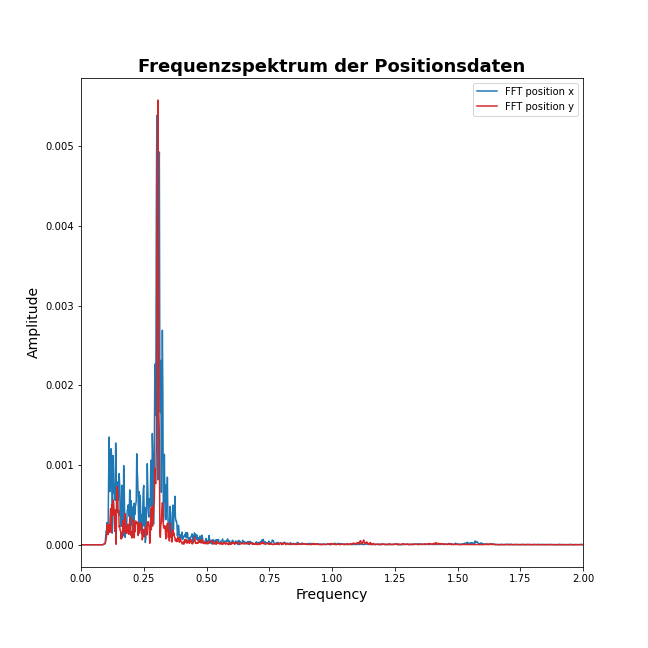 Frequenzspektrum der Positionsdaten
FFT position x
FFT position y
Amplitude
0.005
0.004
0.003
0.002
0.001
0.000
0.00 0.25 0.50 0.75 1.00 1.25 1.50 1.75 2.00
Frequency